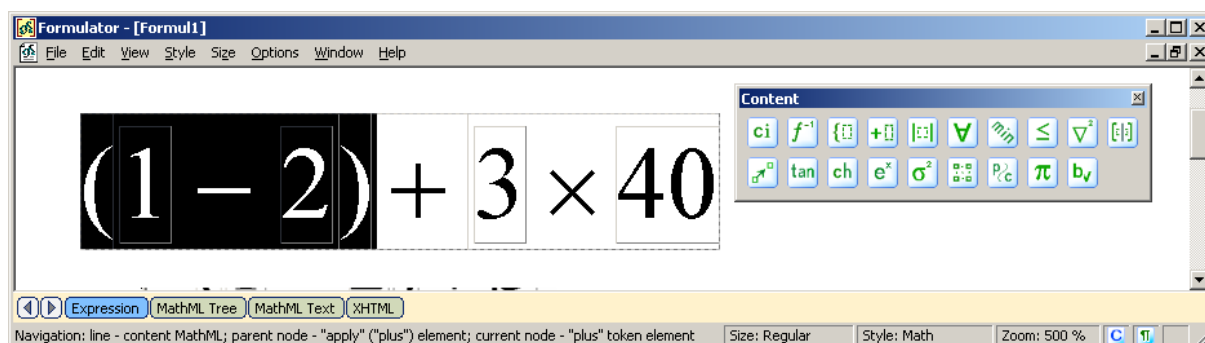 Formulator - [Formul1]
File Edit View Style Size Options Window Help
(1 − 2) + 3 × 40
Content
ci f⁻¹ {▯ +▯ |▯| ∀ ≤ ∇² [▯|▯]
tan ch eˣ σ² P/c π b✓
Expression MathML Tree MathML Text XHTML
Navigation: line - content MathML; parent node - "apply" ("plus") element; current node - "plus" token element Size: Regular Style: Math Zoom: 500 % C ¶